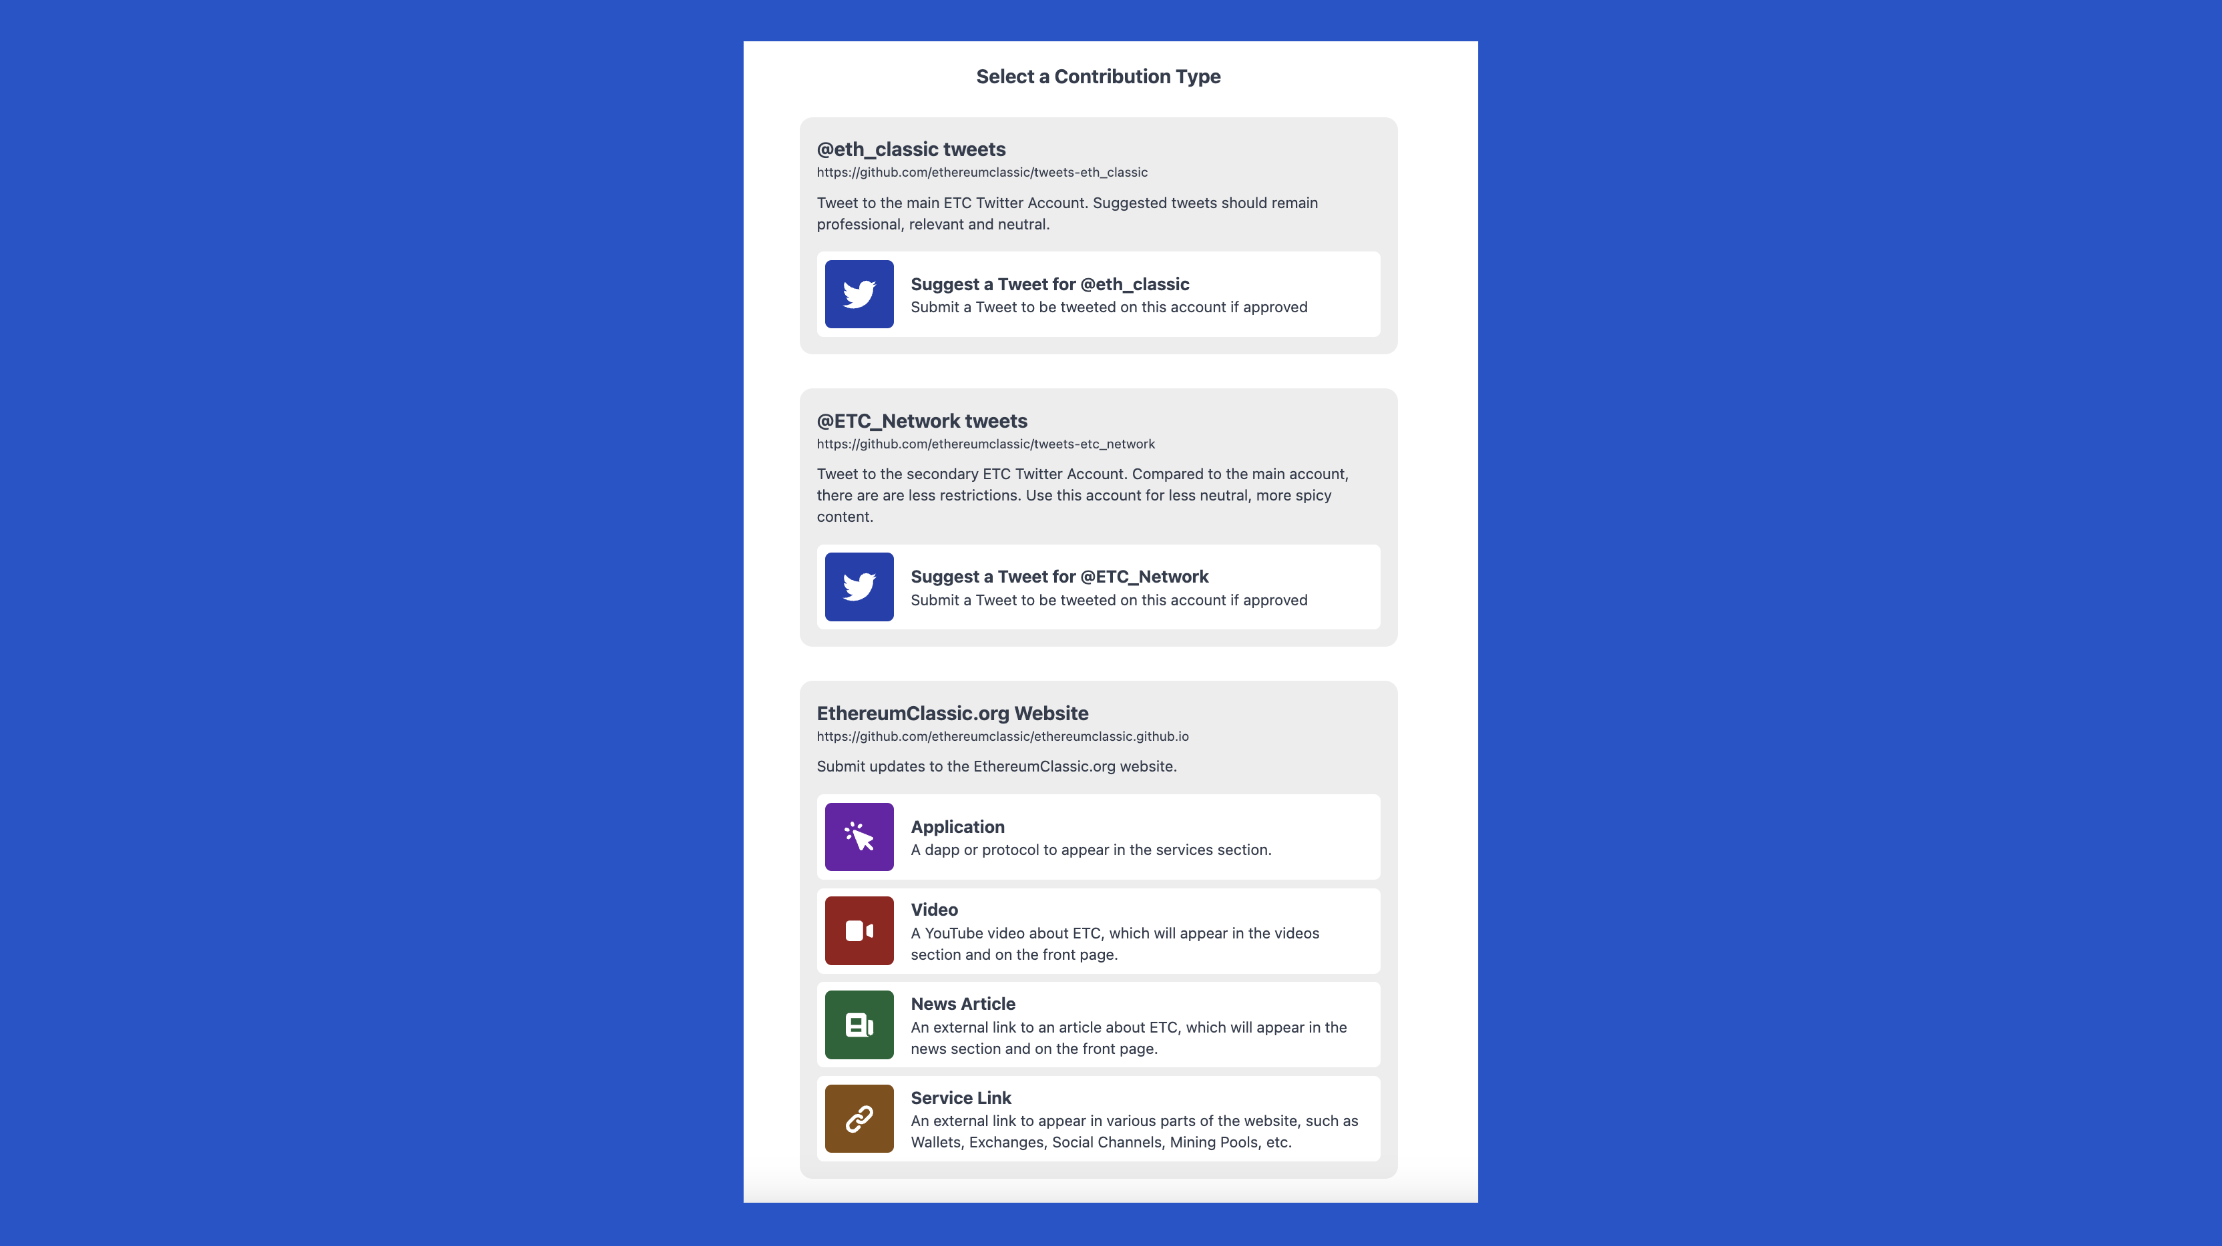 Select a Contribution Type
@eth_classic tweets
https://github.com/ethereumclassic/tweets-eth_classic
Tweet to the main ETC Twitter Account. Suggested tweets should remain
professional, relevant and neutral.
Suggest a Tweet for @eth_classic
Submit a Tweet to be tweeted on this account if approved
@ETC_Network tweets
https://github.com/ethereumclassic/tweets-etc_network
Tweet to the secondary ETC Twitter Account. Compared to the main account,
there are are less restrictions. Use this account for less neutral, more spicy
content.
Suggest a Tweet for @ETC_Network
Submit a Tweet to be tweeted on this account if approved
EthereumClassic.org Website
https://github.com/ethereumclassic/ethereumclassic.github.io
Submit updates to the EthereumClassic.org website.
Application
A dapp or protocol to appear in the services section.
Video
A YouTube video about ETC, which will appear in the videos
section and on the front page.
News Article
An external link to an article about ETC, which will appear in the
news section and on the front page.
Service Link
An external link to appear in various parts of the website, such as
Wallets, Exchanges, Social Channels, Mining Pools, etc.